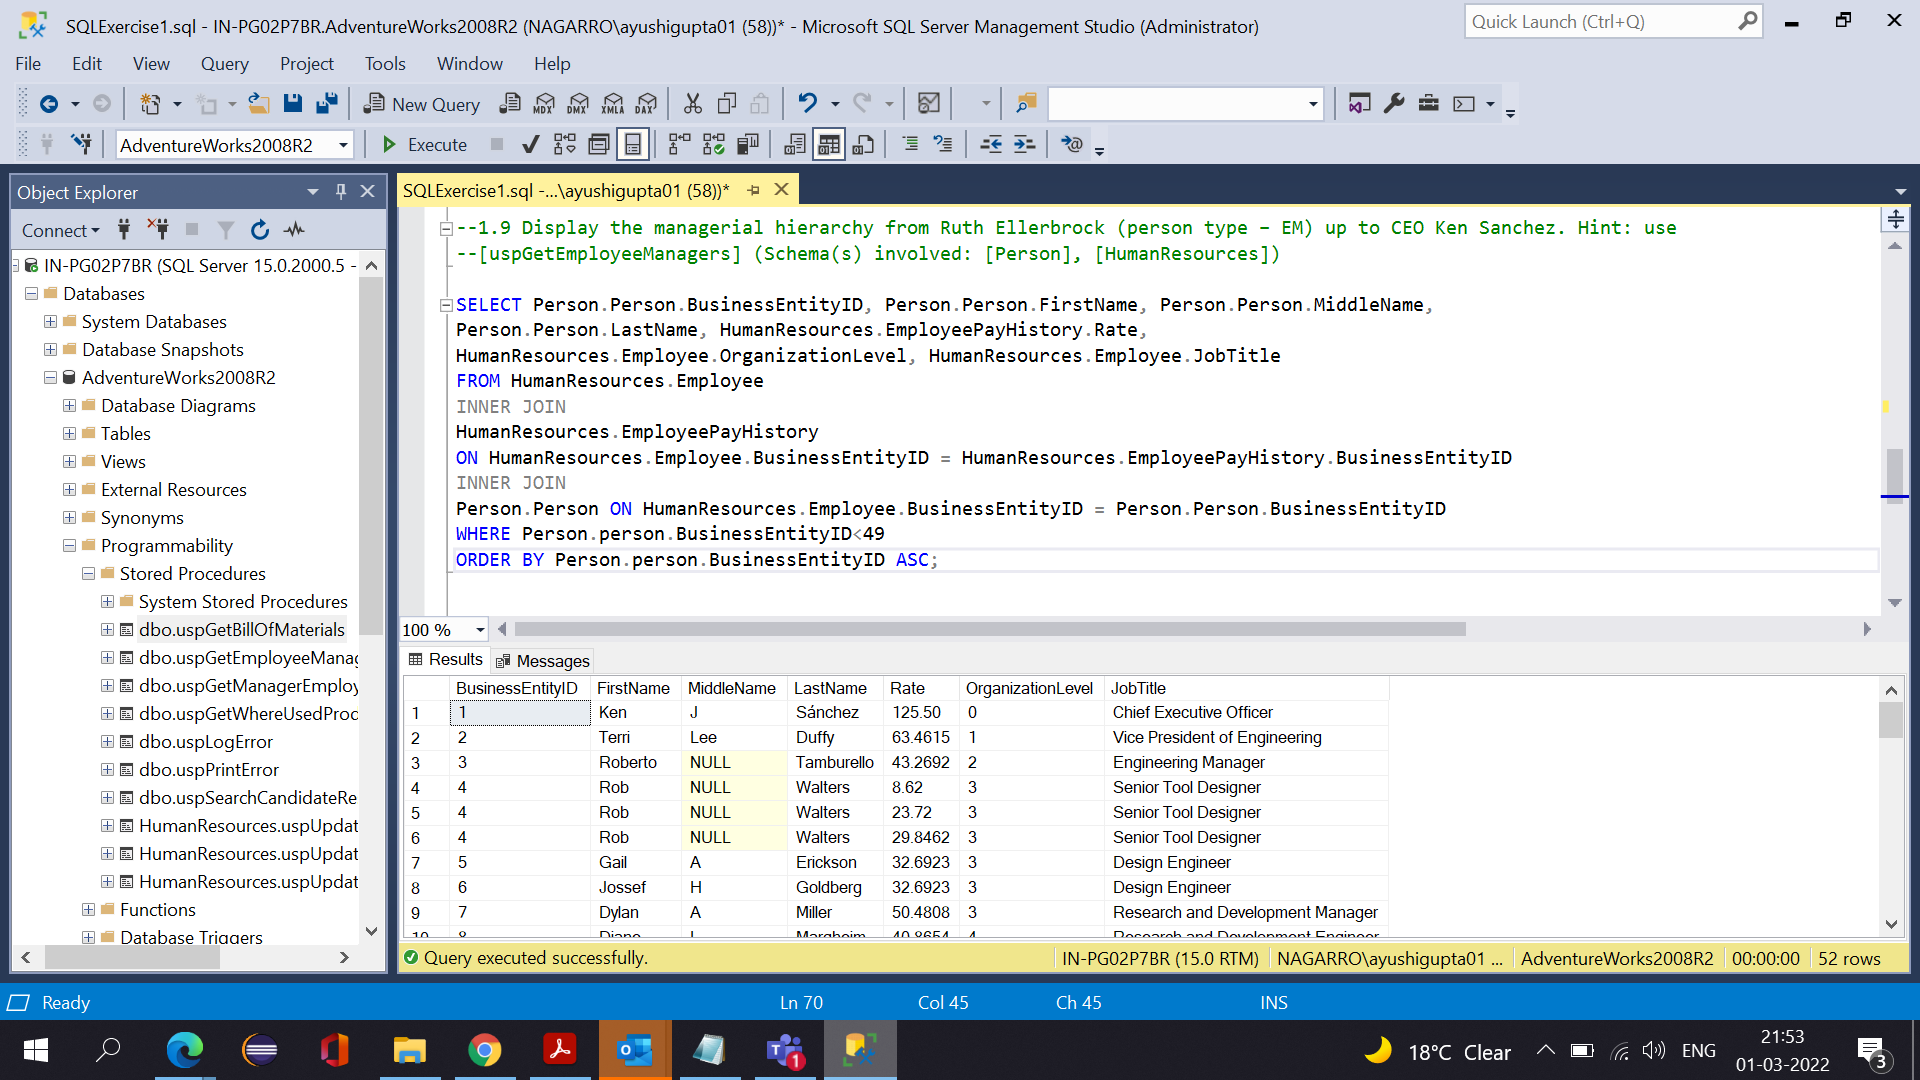 SQLExercise1.sql - IN-PG02P7BR.AdventureWorks2008R2 (NAGARRO\ayushigupta01 (58))* - Microsoft SQL Server Management Studio (Administrator)
Quick Launch (Ctrl+Q)
File Edit View Query Project Tools Window Help
New Query MDX DMX XMLA DAX
AdventureWorks2008R2 Execute
Object Explorer
Connect
IN-PG02P7BR (SQL Server 15.0.2000.5 -
Databases
System Databases
Database Snapshots
AdventureWorks2008R2
Database Diagrams
Tables
Views
External Resources
Synonyms
Programmability
Stored Procedures
System Stored Procedures
dbo.uspGetBillOfMaterials
dbo.uspGetEmployeeManag
dbo.uspGetManagerEmploy
dbo.uspGetWhereUsedProd
dbo.uspLogError
dbo.uspPrintError
dbo.uspSearchCandidateRe
HumanResources.uspUpdat
HumanResources.uspUpdat
HumanResources.uspUpdat
Functions
Database Triggers
SQLExercise1.sql -...\ayushigupta01 (58))*
--1.9 Display the managerial hierarchy from Ruth Ellerbrock (person type – EM) up to CEO Ken Sanchez. Hint: use
--[uspGetEmployeeManagers] (Schema(s) involved: [Person], [HumanResources])
SELECT Person.Person.BusinessEntityID, Person.Person.FirstName, Person.Person.MiddleName,
Person.Person.LastName, HumanResources.EmployeePayHistory.Rate,
HumanResources.Employee.OrganizationLevel, HumanResources.Employee.JobTitle
FROM HumanResources.Employee
INNER JOIN
HumanResources.EmployeePayHistory
ON HumanResources.Employee.BusinessEntityID = HumanResources.EmployeePayHistory.BusinessEntityID
INNER JOIN
Person.Person ON HumanResources.Employee.BusinessEntityID = Person.Person.BusinessEntityID
WHERE Person.person.BusinessEntityID<49
ORDER BY Person.person.BusinessEntityID ASC;
100 %
Results Messages
BusinessEntityID FirstName MiddleName LastName Rate OrganizationLevel JobTitle
1 1 Ken J Sánchez 125.50 0 Chief Executive Officer
2 2 Terri Lee Duffy 63.4615 1 Vice President of Engineering
3 3 Roberto NULL Tamburello 43.2692 2 Engineering Manager
4 4 Rob NULL Walters 8.62 3 Senior Tool Designer
5 4 Rob NULL Walters 23.72 3 Senior Tool Designer
6 4 Rob NULL Walters 29.8462 3 Senior Tool Designer
7 5 Gail A Erickson 32.6923 3 Design Engineer
8 6 Jossef H Goldberg 32.6923 3 Design Engineer
9 7 Dylan A Miller 50.4808 3 Research and Development Manager
10 8 Diane L Margheim 40.8654 4 Research and Development Engineer
Query executed successfully. IN-PG02P7BR (15.0 RTM) NAGARRO\ayushigupta01 ... AdventureWorks2008R2 00:00:00 52 rows
Ready Ln 70 Col 45 Ch 45 INS
1
18°C Clear ENG 21:53
01-03-2022 3